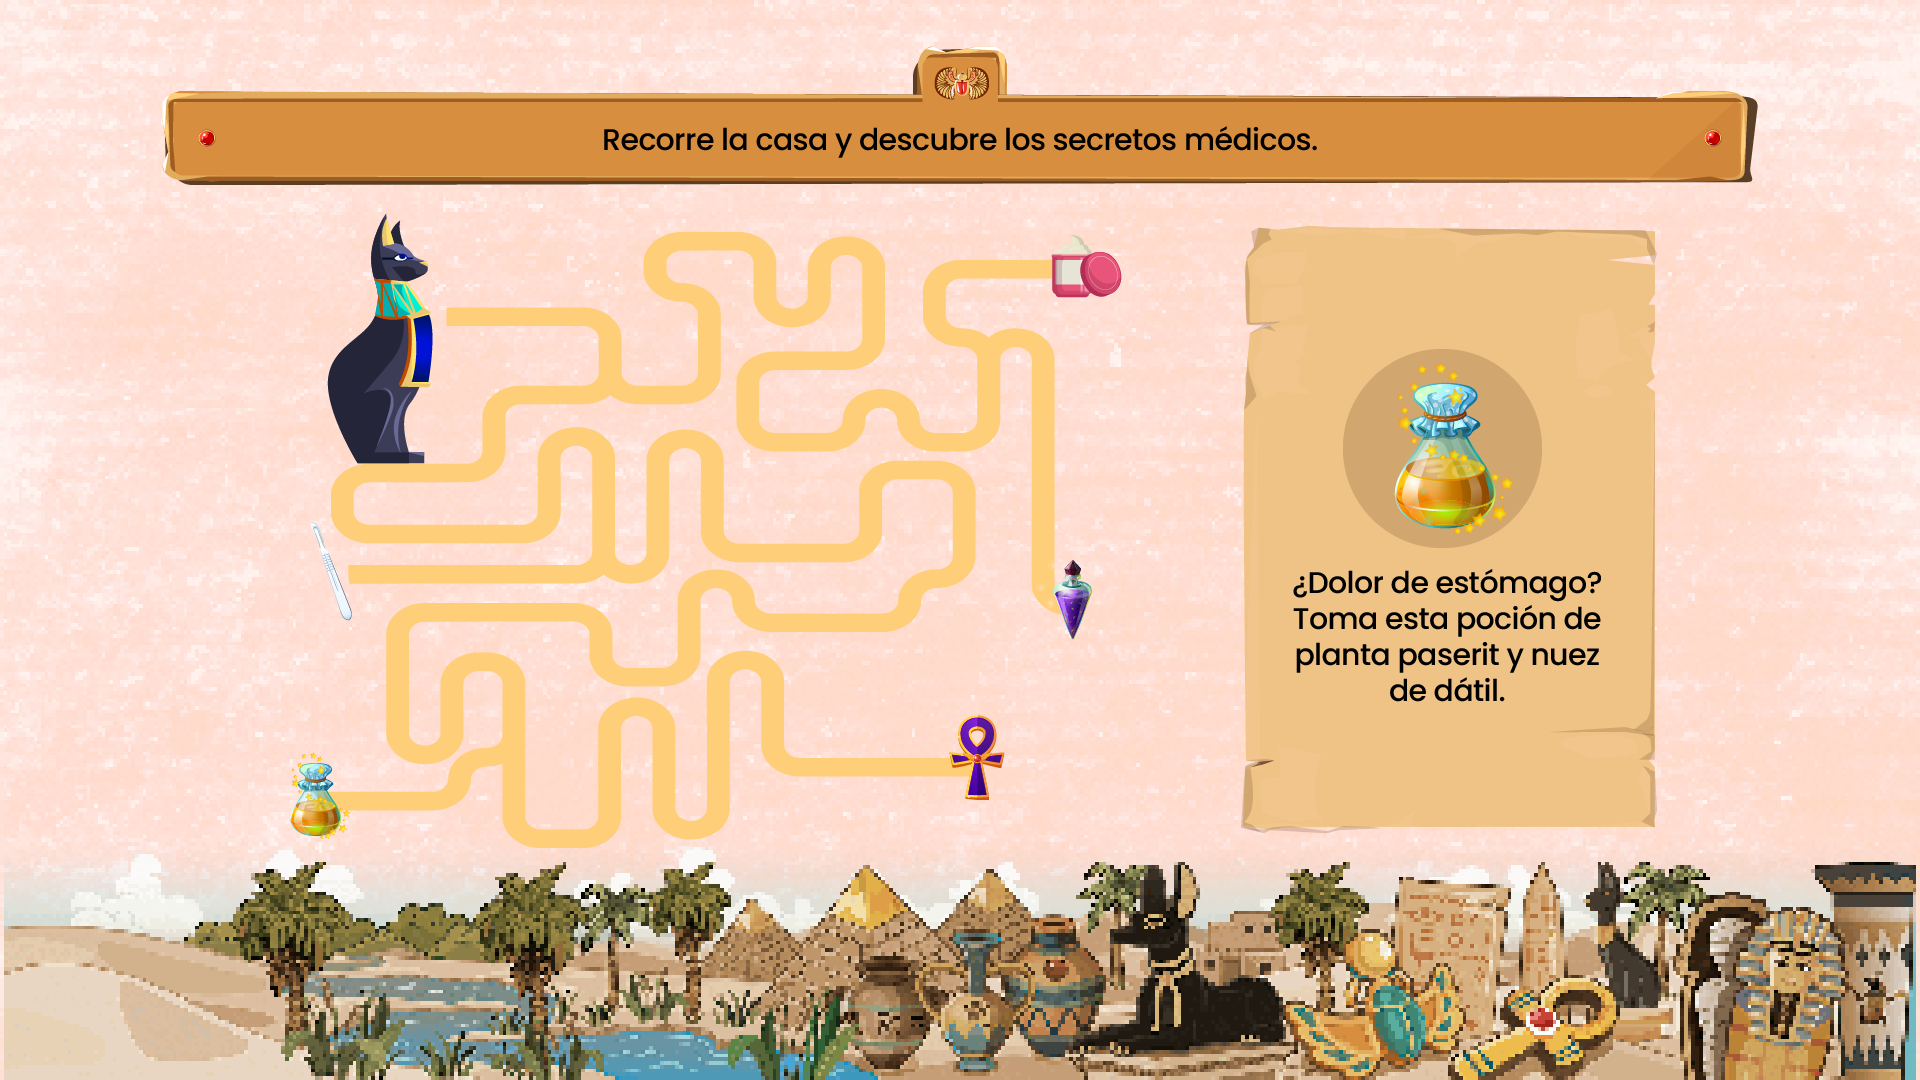 Recorre la casa y descubre los secretos médicos.
¿Dolor de estómago?
Toma esta poción de
planta paserit y nuez
de dátil.